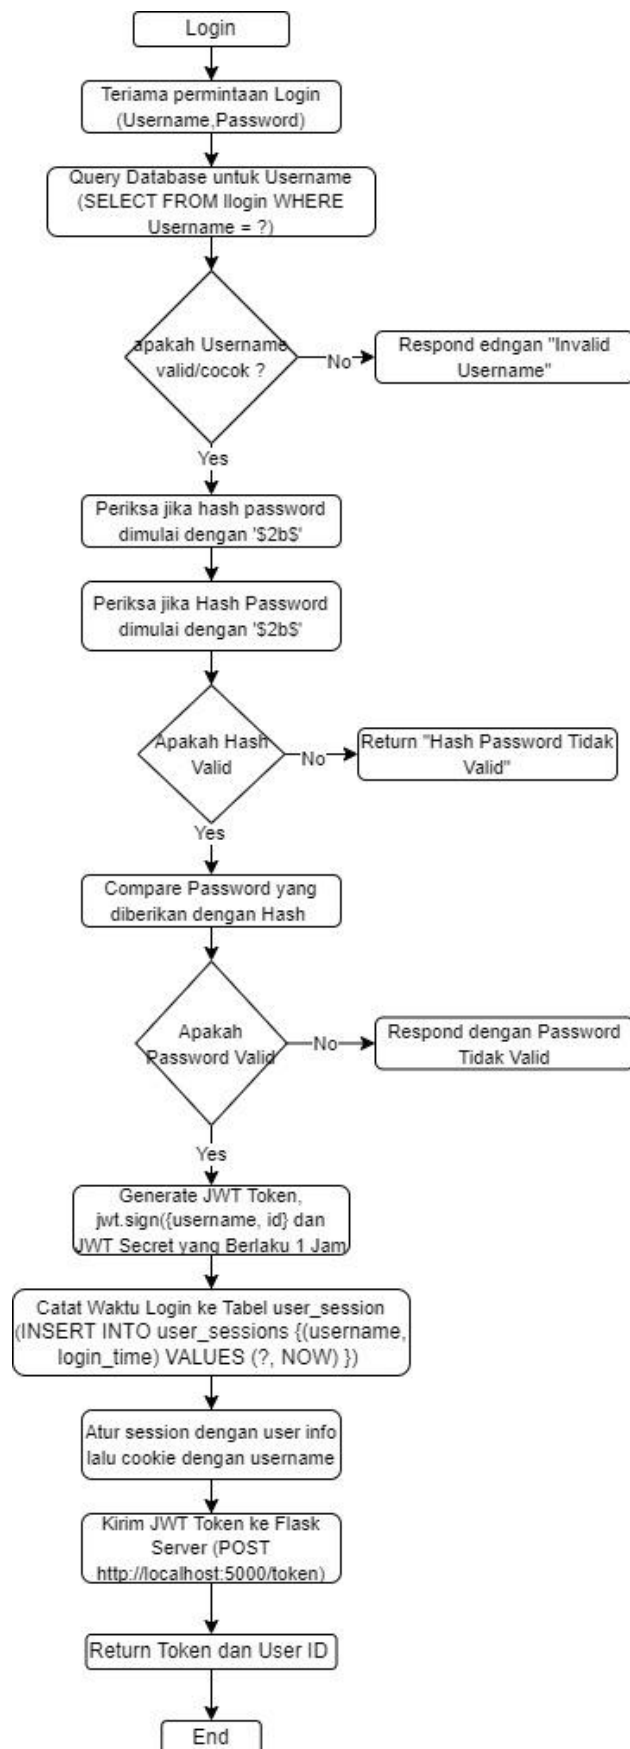 Login
Teriama permintaan Login
(Username,Password)
Query Database untuk Username
(SELECT FROM llogin WHERE
Username = ?)
apakah Username
valid/cocok ?
No
Respond edngan "Invalid
Username"
Yes
Periksa jika hash password
dimulai dengan '$2b$'
Periksa jika Hash Password
dimulai dengan '$2b$'
Apakah Hash
Valid
No
Return "Hash Password Tidak
Valid"
Yes
Compare Password yang
diberikan dengan Hash
Apakah
Password Valid
No
Respond dengan Password
Tidak Valid
Yes
Generate JWT Token,
jwt.sign({username, id} dan
JWT Secret yang Berlaku 1 Jam
Catat Waktu Login ke Tabel user_session
(INSERT INTO user_sessions {(username,
login_time) VALUES (?, NOW) })
Atur session dengan user info
lalu cookie dengan username
Kirim JWT Token ke Flask
Server (POST
http://localhost:5000/token)
Return Token dan User ID
End